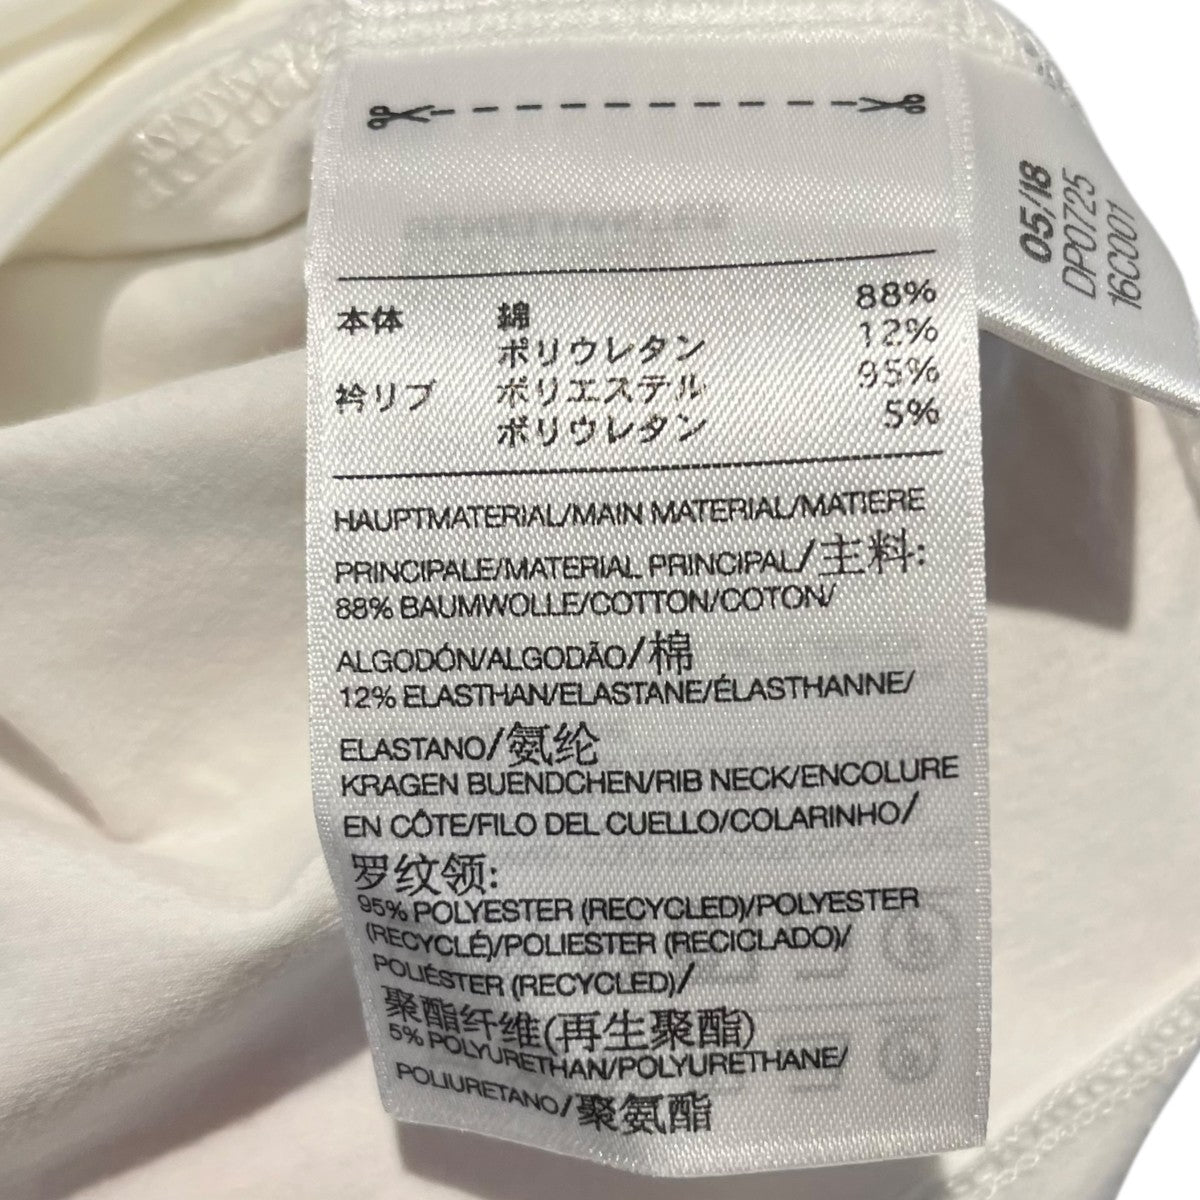 本体 綿 88%
ポリウレタン 12%
衿リブ ポリエステル 95%
ポリウレタン 5%
HAUPTMATERIAL/MAIN MATERIAL/MATIERE
PRINCIPALE/MATERIAL PRINCIPAL/主料:
88% BAUMWOLLE/COTTON/COTON/
ALGODÓN/ALGODÃO/棉
12% ELASTHAN/ELASTANE/ÉLASTHANNE/
ELASTANO/氨纶
KRAGEN BUENDCHEN/RIB NECK/ENCOLURE
EN CÔTE/FILO DEL CUELLO/COLARINHO/
罗纹领:
95% POLYESTER (RECYCLED)/POLYESTER
(RECYCLÉ)/POLIESTER (RECICLADO)/
POLIÉSTER (RECYCLED)/
聚酯纤维(再生聚酯)
5% POLYURETHAN/POLYURETHANE/
POLIURETANO/聚氨酯
05/18
DP0725
16C001